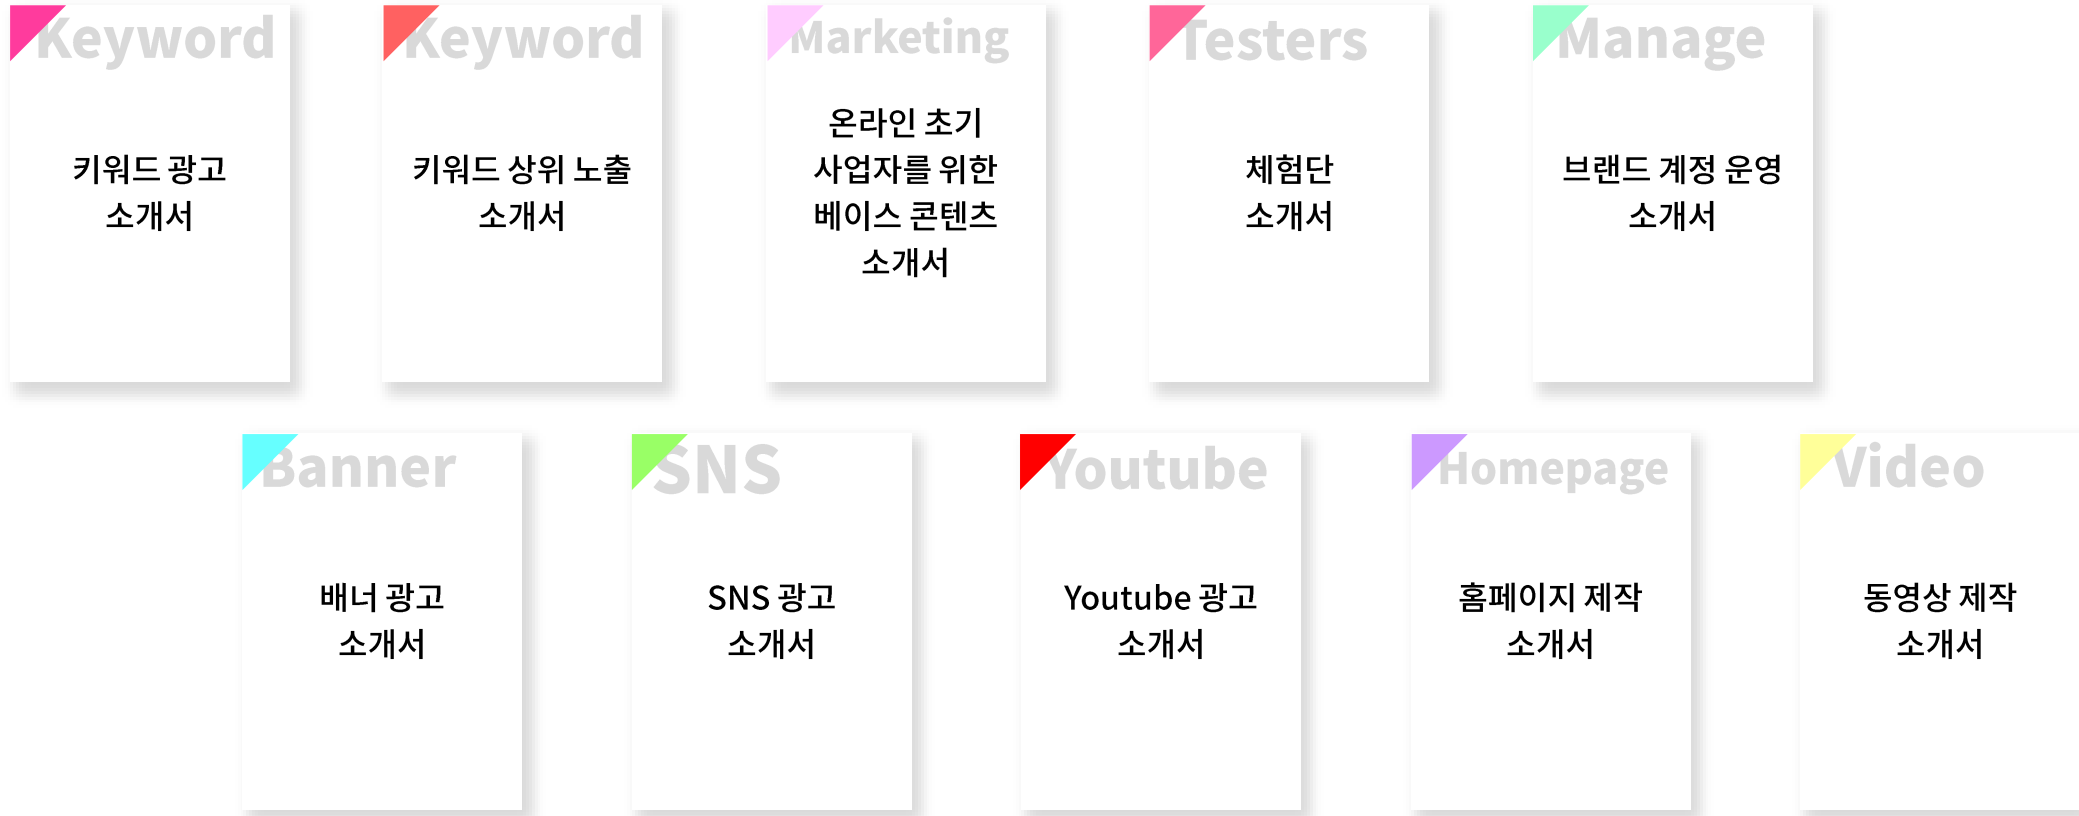 Keyword
키워드 광고
소개서
Keyword
키워드 상위 노출
소개서
Marketing
온라인 초기
사업자를 위한
베이스 콘텐츠
소개서
Testers
체험단
소개서
Manage
브랜드 계정 운영
소개서
Banner
배너 광고
소개서
SNS
SNS 광고
소개서
Youtube
Youtube 광고
소개서
Homepage
홈페이지 제작
소개서
Video
동영상 제작
소개서